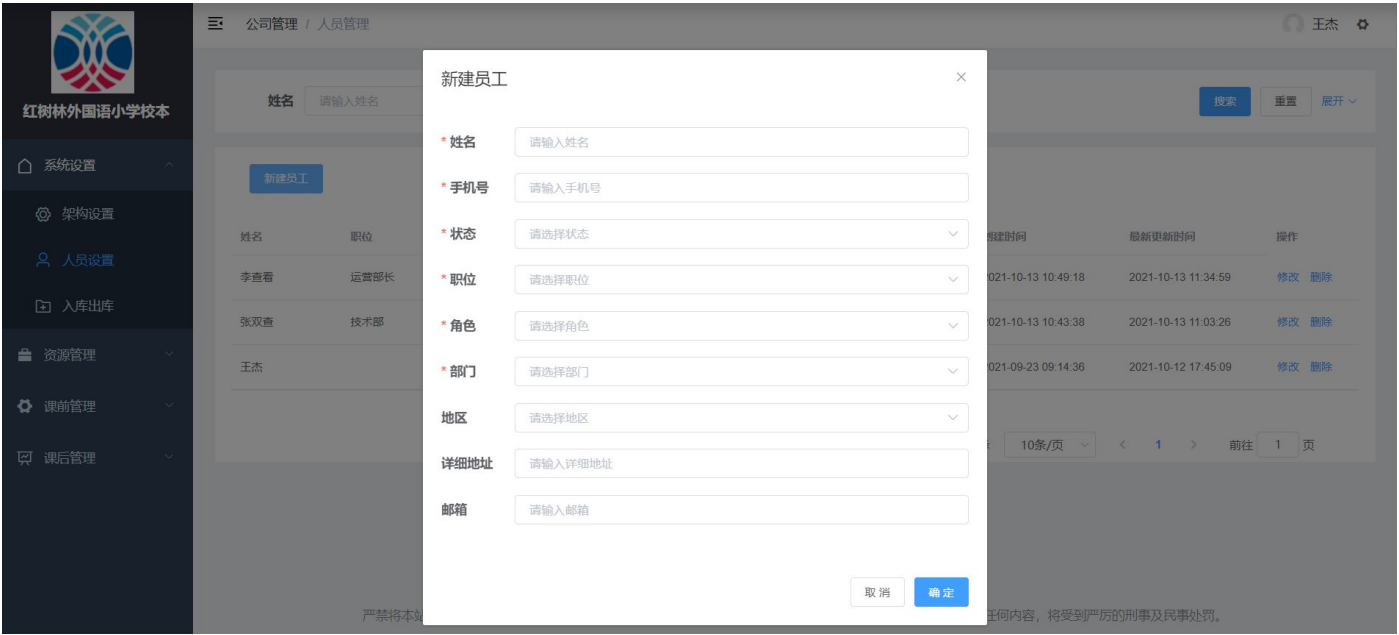 红树林外国语小学校本
系统设置
架构设置
人员设置
入库出库
资源管理
课前管理
课后管理
公司管理 / 人员管理
王杰
姓名 请输入姓名
搜索 重置 展开
新建员工
姓名 职位 创建时间 最新更新时间 操作
李查看 运营部长 021-10-13 10:49:18 2021-10-13 11:34:59 修改 删除
张双查 技术部 021-10-13 10:43:38 2021-10-13 11:03:26 修改 删除
王杰 021-09-23 09:14:36 2021-10-12 17:45:09 修改 删除
10条/页 1 前往 1 页
新建员工
* 姓名 请输入姓名
* 手机号 请输入手机号
* 状态 请选择状态
* 职位 请选择职位
* 角色 请选择角色
* 部门 请选择部门
地区 请选择地区
详细地址 请输入详细地址
邮箱 请输入邮箱
取消 确定
严禁将本站 任何内容，将受到严厉的刑事及民事处罚。